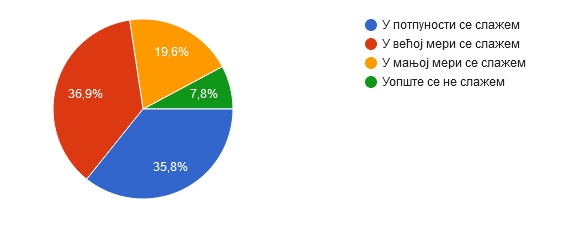 У потпуности се слажем
У већој мери се слажем
У мањој мери се слажем
Уопште се не слажем
19,6%
7,8%
36,9%
35,8%